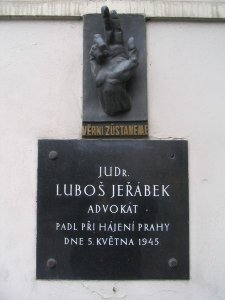 VĚRNI ZŮSTANEME
JUDR.
LUBOŠ JEŘÁBEK
ADVOKÁT
PADL PŘI HÁJENÍ PRAHY
DNE 5. KVĚTNA 1945